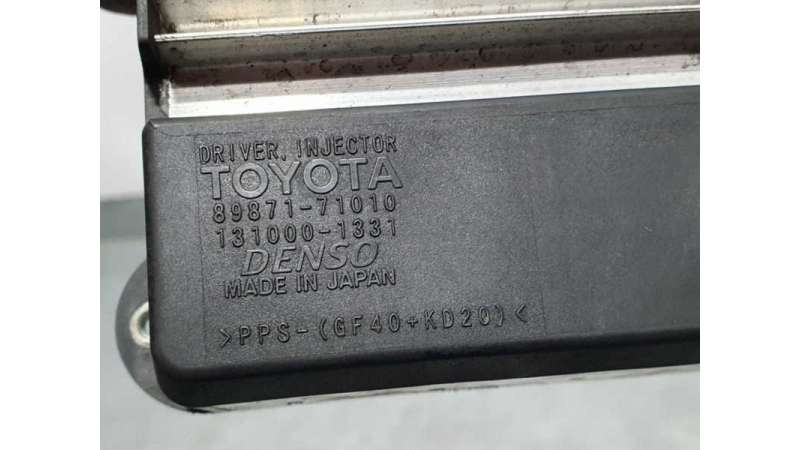 DRIVER, INJECTOR
TOYOTA
89871-71010
131000-1331
DENSO
MADE IN JAPAN
>PPS-(GF40+KD20)<